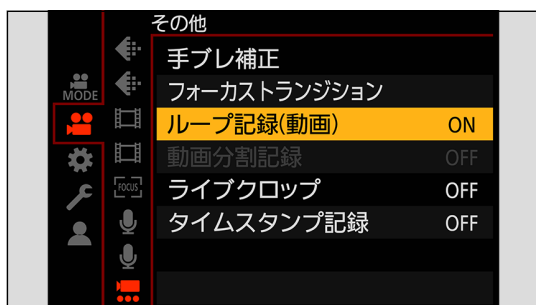 その他
手ブレ補正
フォーカストランジション
ループ記録(動画) ON
動画分割記録 OFF
ライブクロップ OFF
タイムスタンプ記録 OFF
MODE
FOCUS